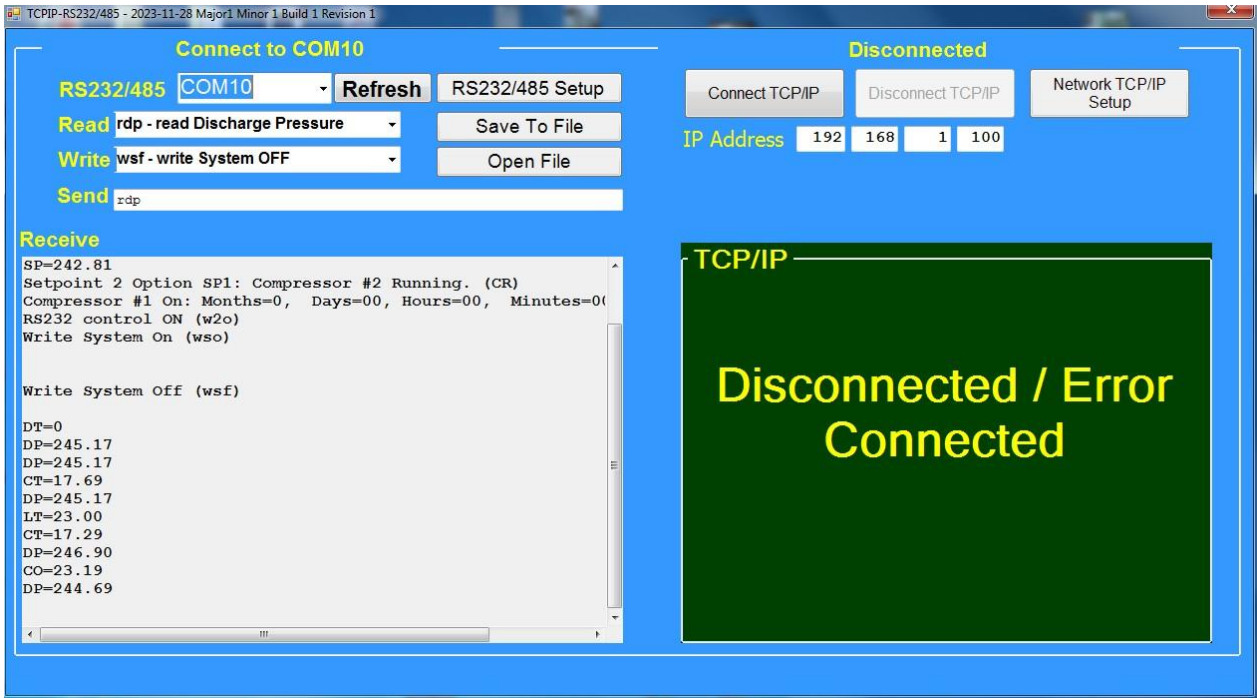 TCPIP-RS232/485 - 2023-11-28 Major1 Minor 1 Build 1 Revision 1
Connect to COM10
RS232/485 COM10 Refresh RS232/485 Setup
Read rdp - read Discharge Pressure Save To File
Write wsf - write System OFF Open File
Send rdp
Receive
SP=242.81
Setpoint 2 Option SP1: Compressor #2 Running. (CR)
Compressor #1 On: Months=0, Days=00, Hours=00, Minutes=0
RS232 control ON (w2o)
Write System On (wso)
Write System Off (wsf)
DT=0
DP=245.17
DP=245.17
CT=17.69
DP=245.17
LT=23.00
CT=17.29
DP=246.90
CO=23.19
DP=244.69
Disconnected
Connect TCP/IP Disconnect TCP/IP Network TCP/IP
Setup
IP Address 192 168 1 100
TCP/IP
Disconnected / Error
Connected